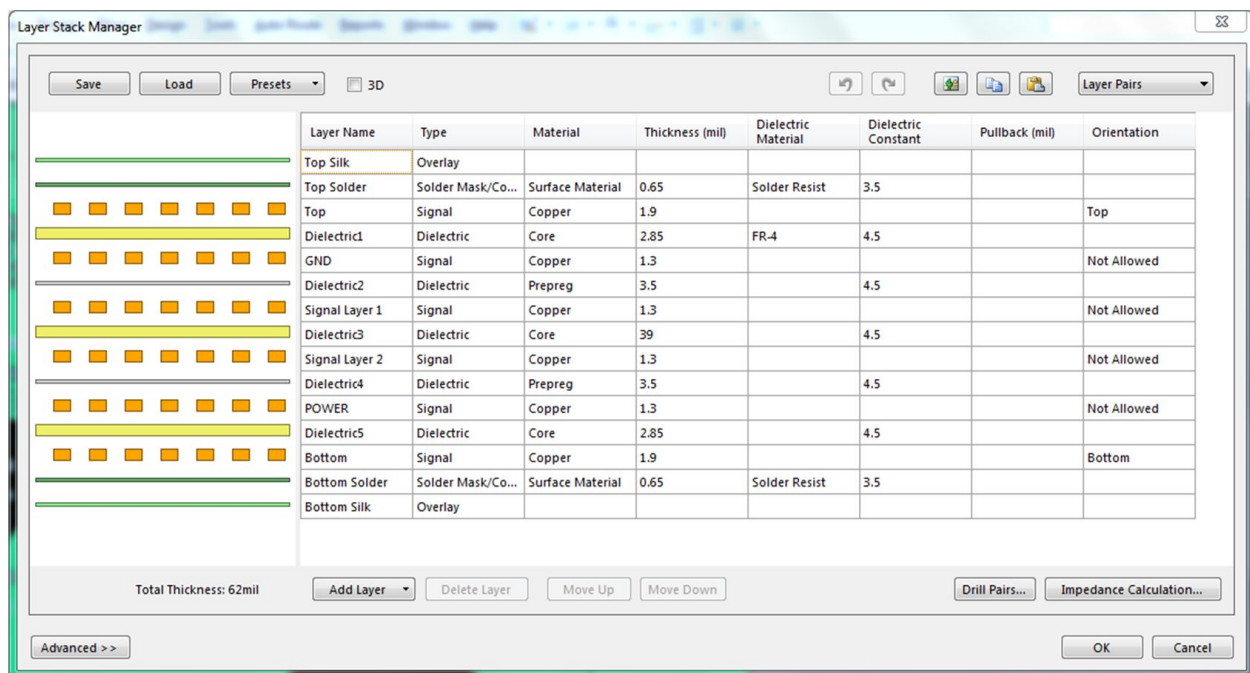 Layer Stack Manager
Save Load Presets 3D Layer Pairs
Layer Name Type Material Thickness (mil) Dielectric Material Dielectric Constant Pullback (mil) Orientation
Top Silk Overlay
Top Solder Solder Mask/Co... Surface Material 0.65 Solder Resist 3.5
Top Signal Copper 1.9 Top
Dielectric1 Dielectric Core 2.85 FR-4 4.5
GND Signal Copper 1.3 Not Allowed
Dielectric2 Dielectric Prepreg 3.5 4.5
Signal Layer 1 Signal Copper 1.3 Not Allowed
Dielectric3 Dielectric Core 39 4.5
Signal Layer 2 Signal Copper 1.3 Not Allowed
Dielectric4 Dielectric Prepreg 3.5 4.5
POWER Signal Copper 1.3 Not Allowed
Dielectric5 Dielectric Core 2.85 4.5
Bottom Signal Copper 1.9 Bottom
Bottom Solder Solder Mask/Co... Surface Material 0.65 Solder Resist 3.5
Bottom Silk Overlay
Total Thickness: 62mil Add Layer Delete Layer Move Up Move Down Drill Pairs... Impedance Calculation...
Advanced >> OK Cancel